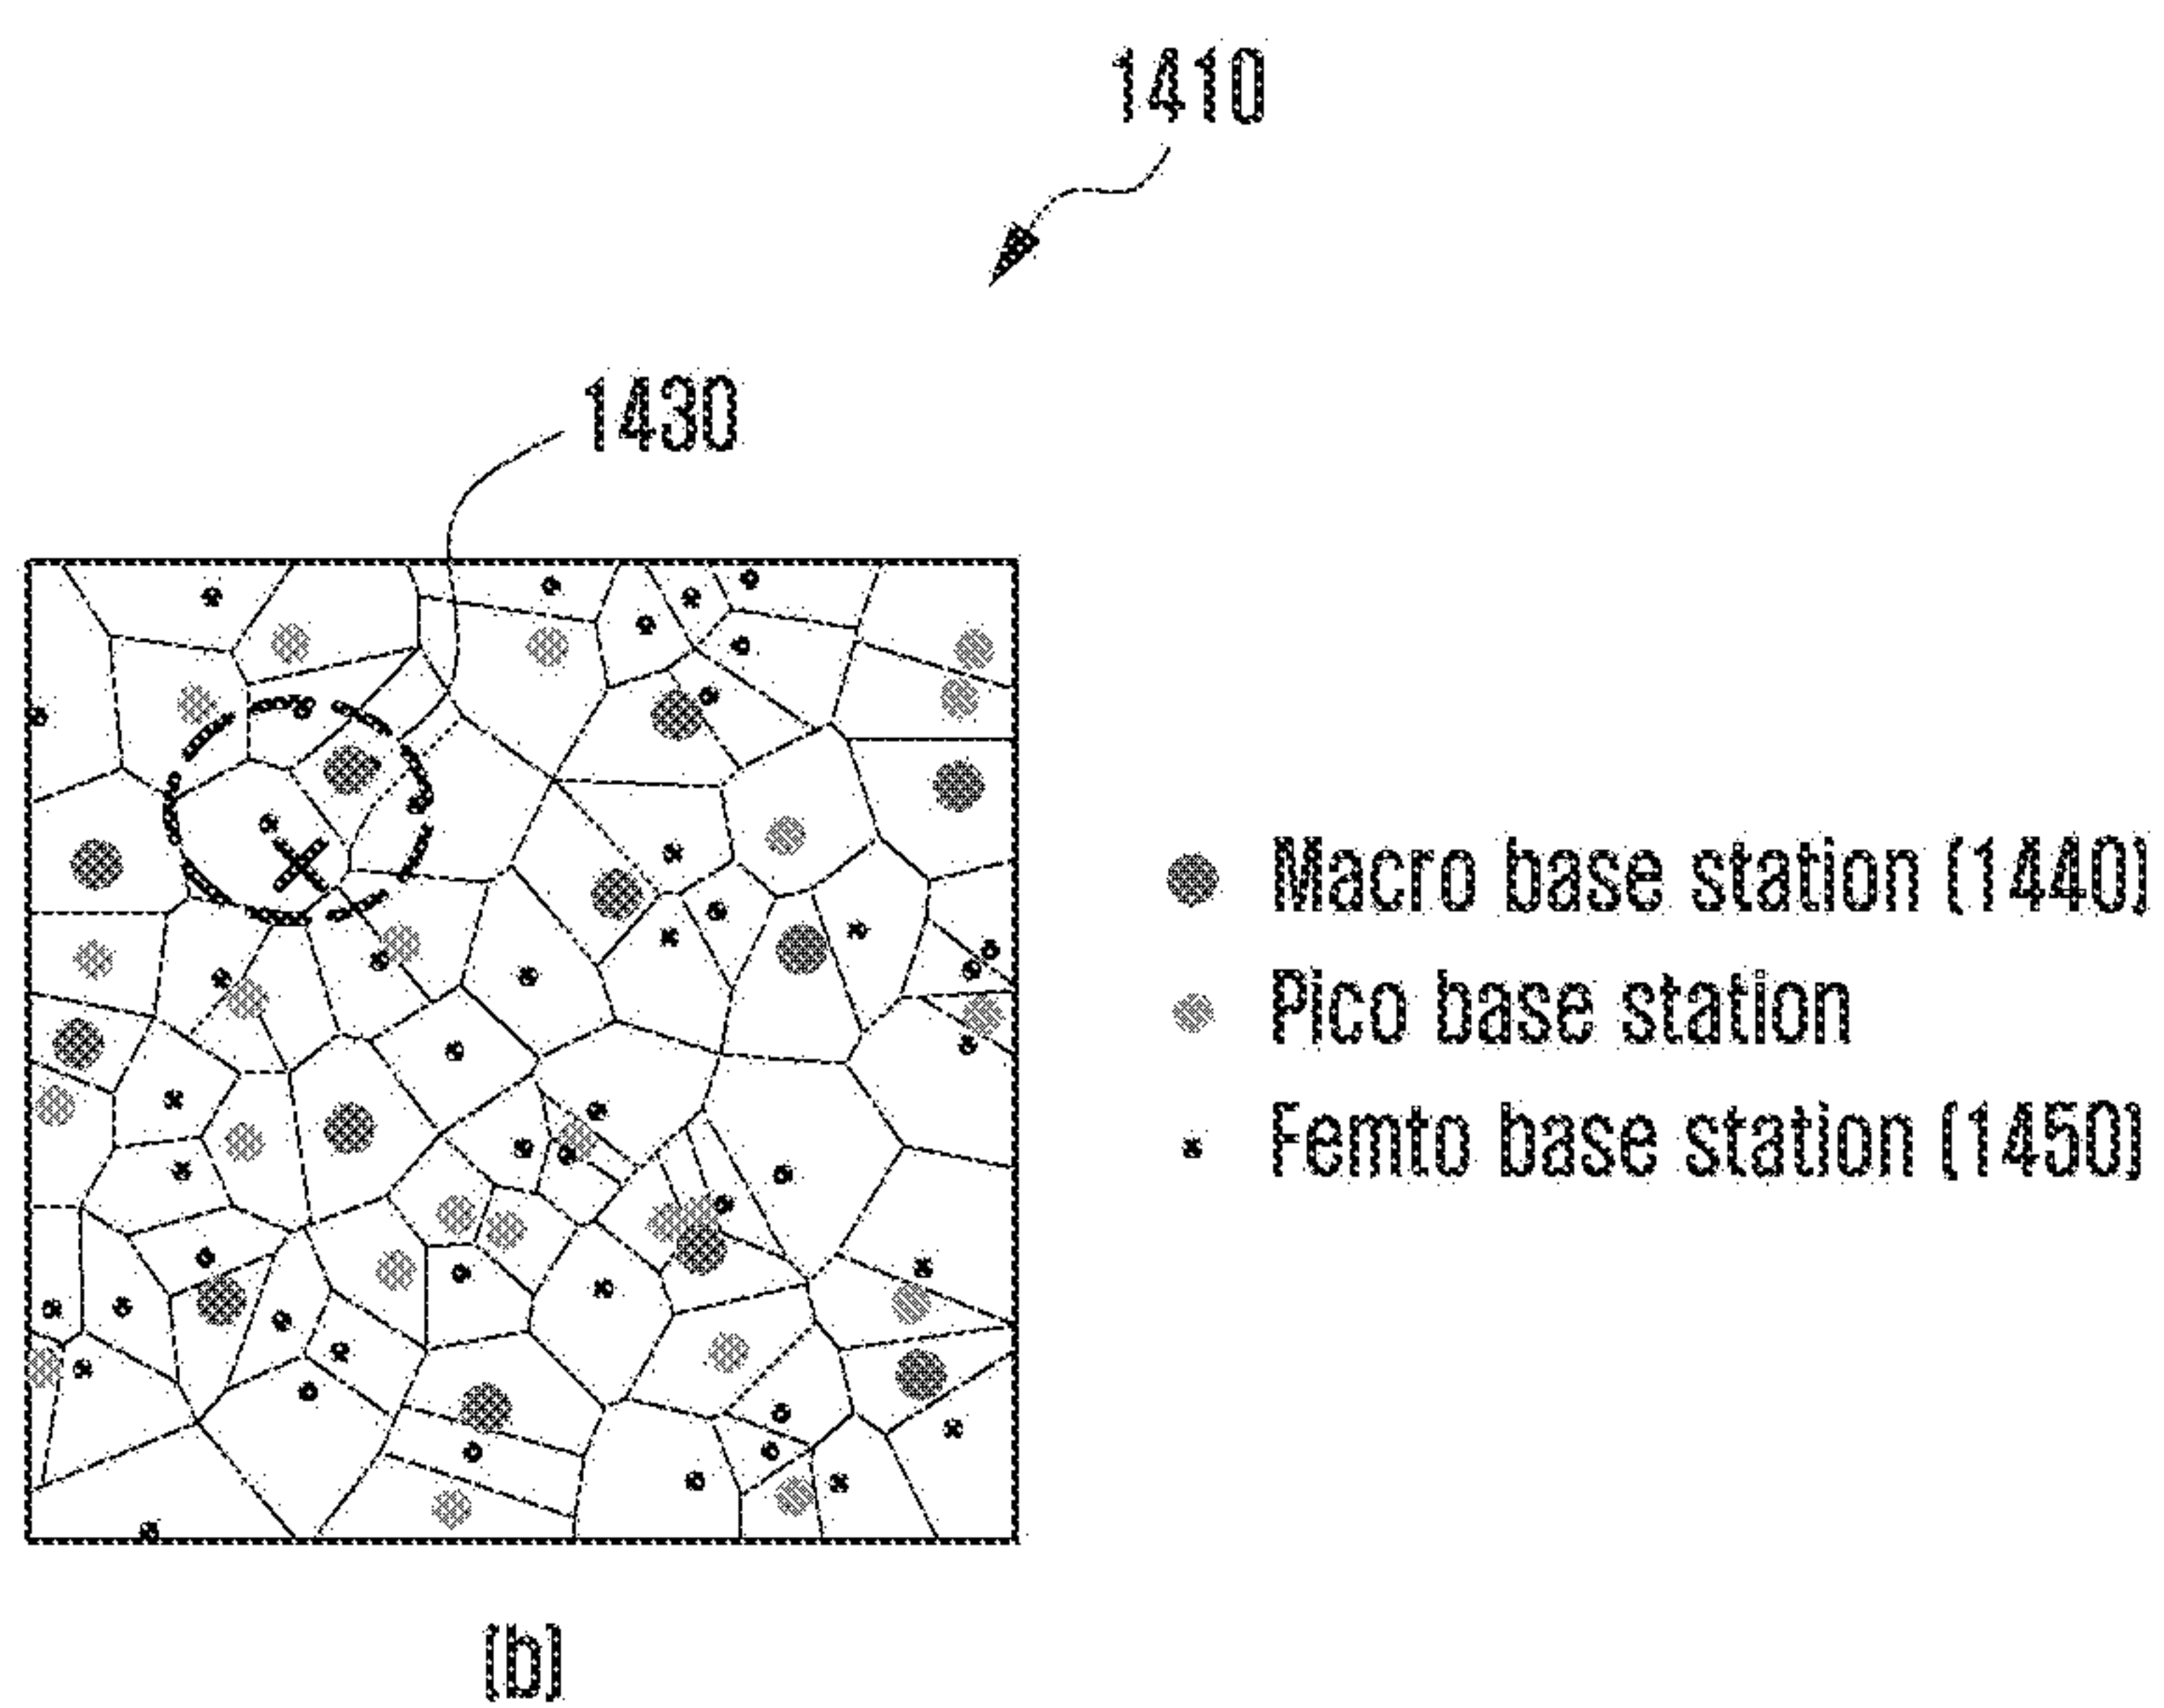 1410
1430
Macro base station (1440)
Pico base station
Femto base station (1450)
(b)